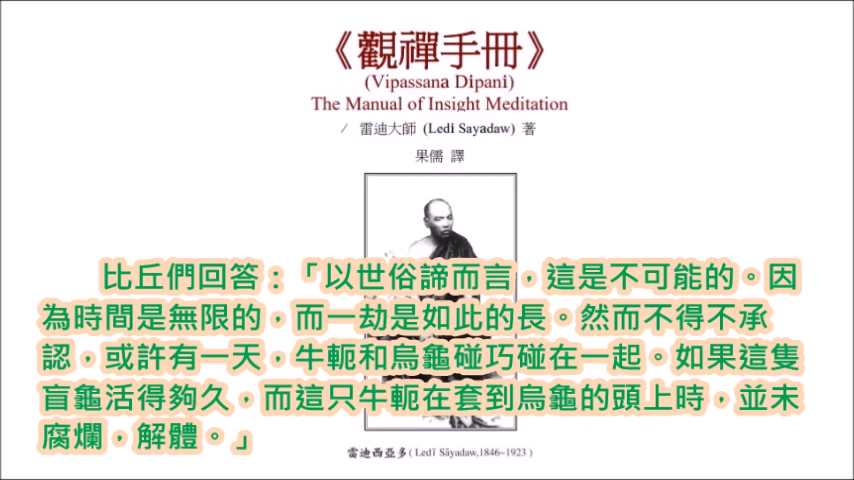 《觀禪手冊》
(Vipassanā Dīpanī)
The Manual of Insight Meditation
／ 雷迪大師 (Ledī Sayadaw) 著
果儒 譯
比丘們回答：「以世俗諦而言，這是不可能的。因
為時間是無限的，而一劫是如此的長。然而不得不承
認，或許有一天，牛軛和烏龜碰巧碰在一起。如果這隻
盲龜活得夠久，而這只牛軛在套到烏龜的頭上時，並未
腐爛，解體。」
雷迪西亞多 ( Ledī Sāyadaw,1846–1923 )